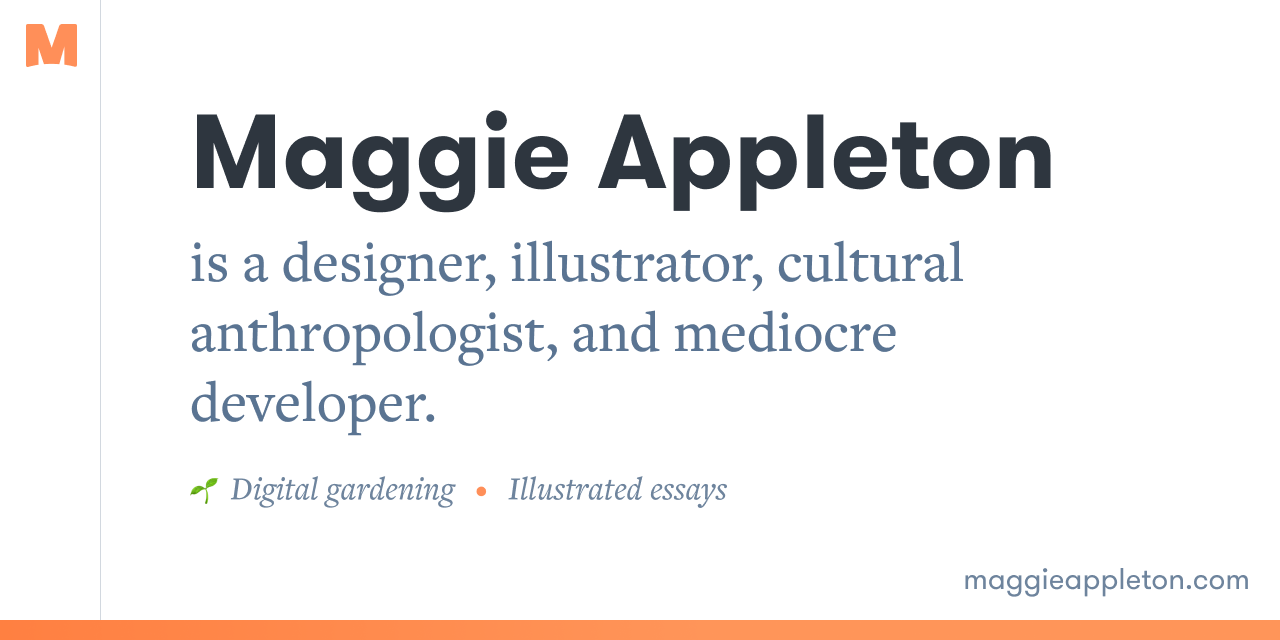 M
Maggie Appleton
is a designer, illustrator, cultural
anthropologist, and mediocre
developer.
🌱 Digital gardening • Illustrated essays
maggieappleton.com